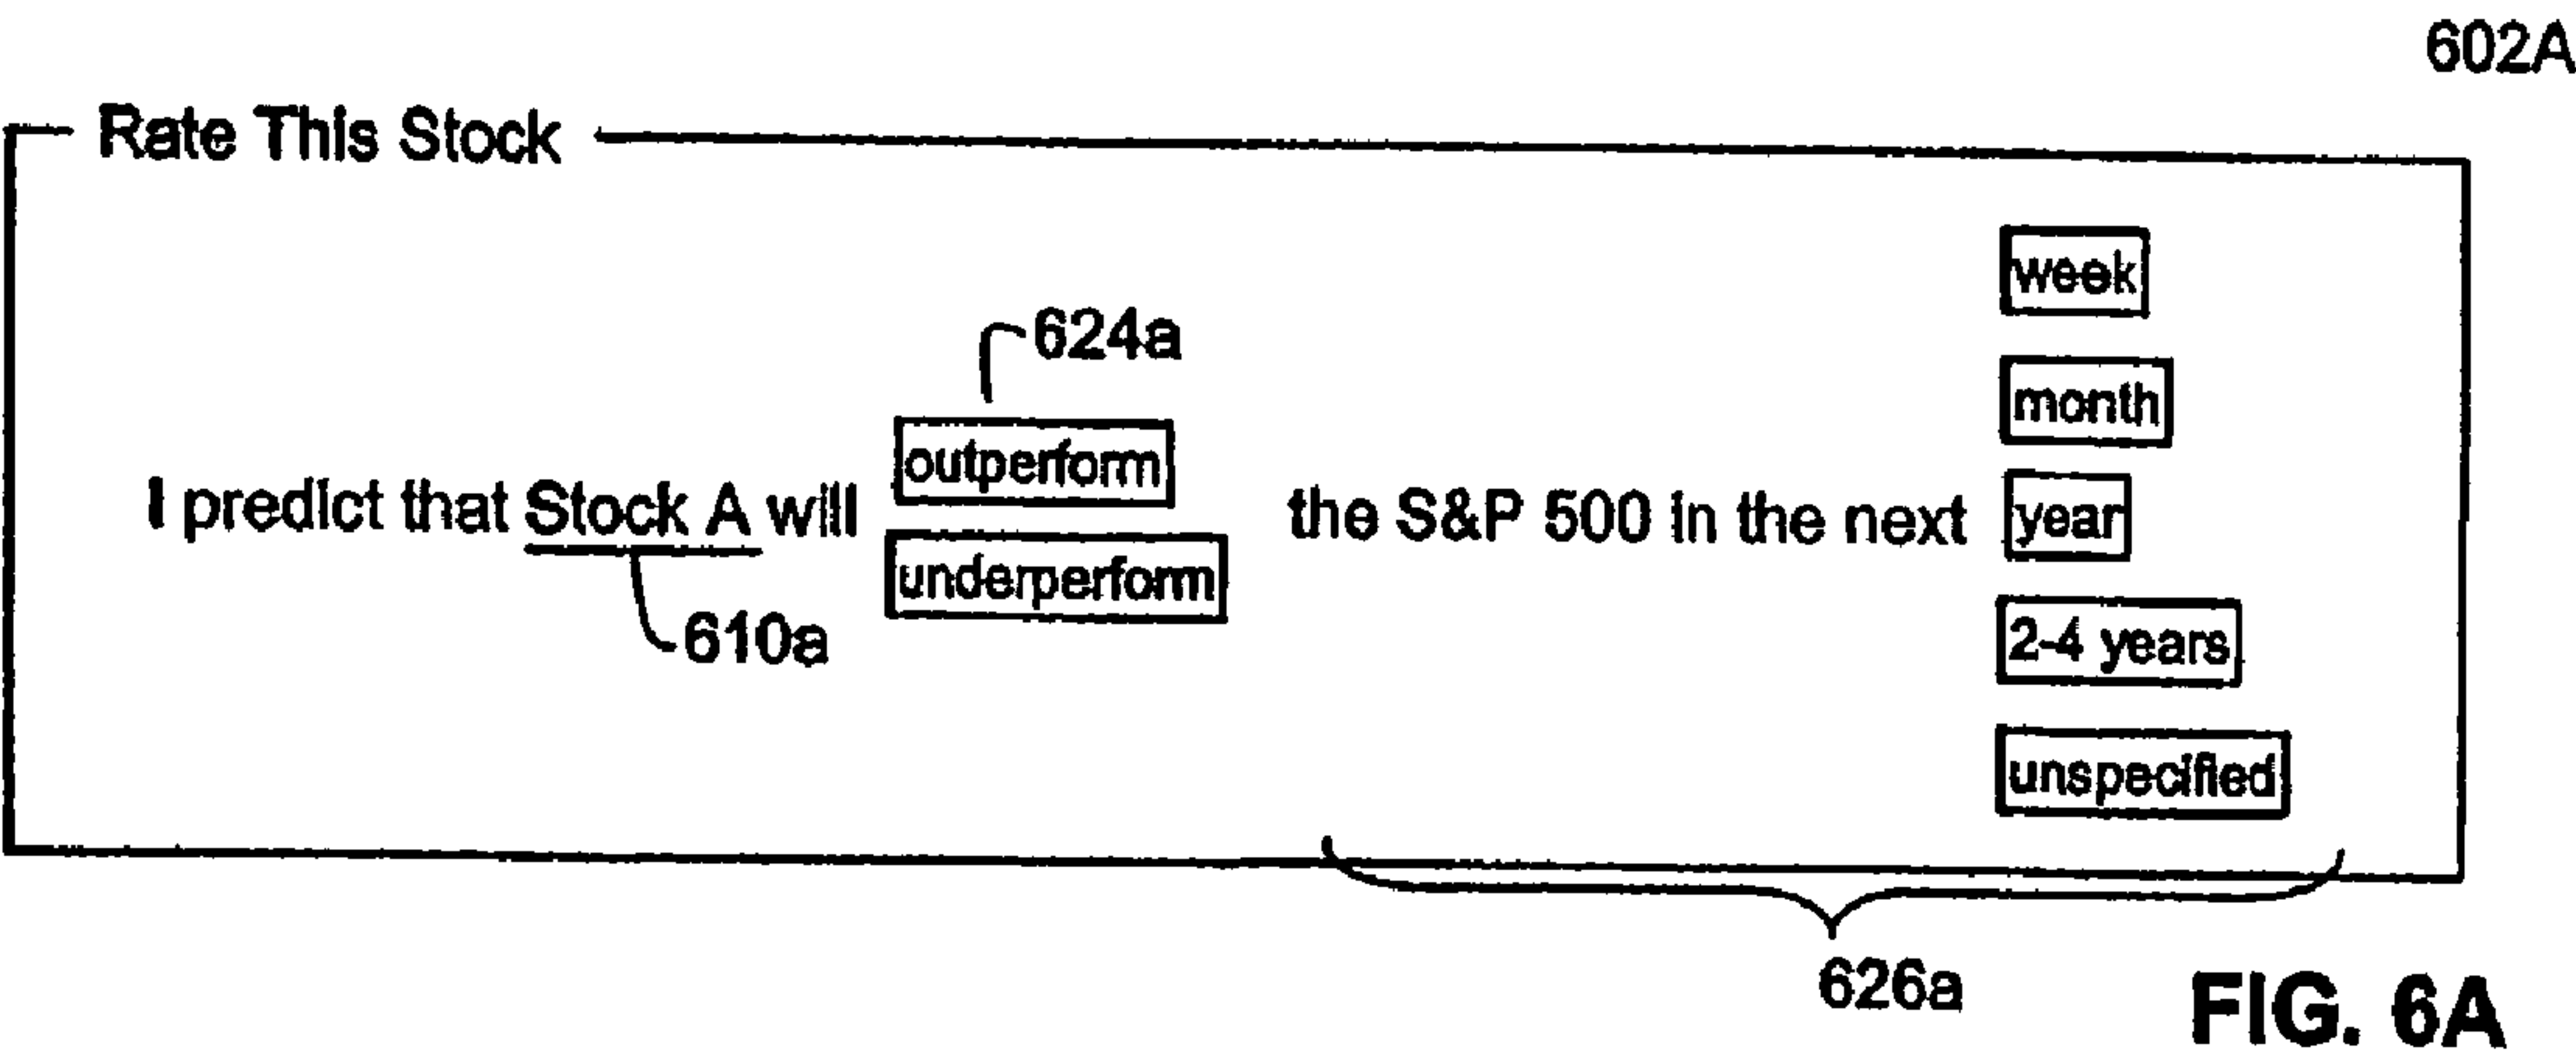 602A
Rate This Stock
week
624a
month
outperform
I predict that Stock A will
the S&P 500 in the next
year
underperform
610a
2-4 years
unspecified
626a
FIG. 6A